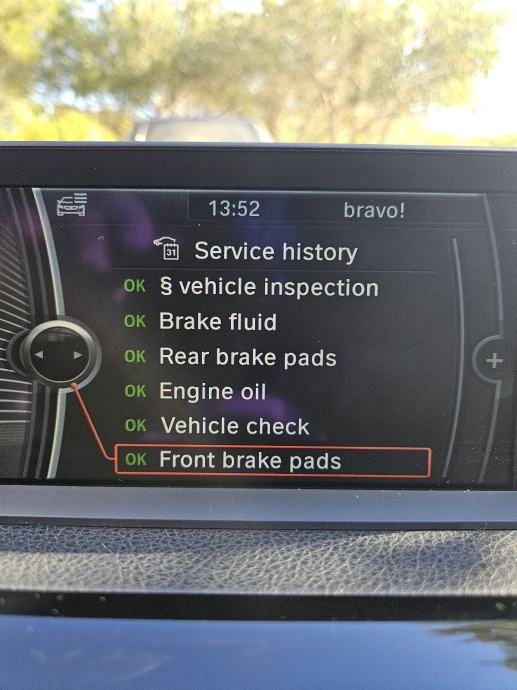 13:52 bravo!
31 Service history
OK § vehicle inspection
OK Brake fluid
OK Rear brake pads
OK Engine oil
OK Vehicle check
OK Front brake pads